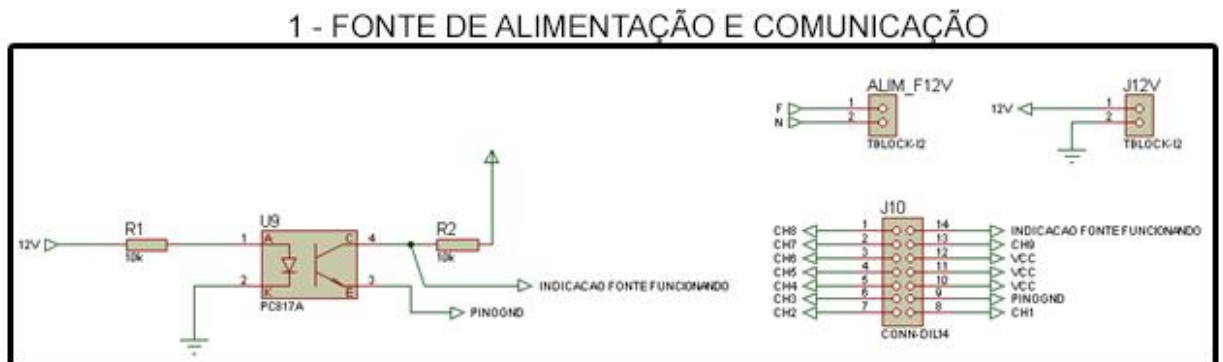 1 - FONTE DE ALIMENTAÇÃO E COMUNICAÇÃO
ALIM_F12V
F 1
N 2
TBLOCK-I2
J12V
12V 1
2
TBLOCK-I2
12V
R1
10k
U9
1 A C 4
2 K E 3
PC817A
R2
10k
INDICACAO FONTE FUNCIONANDO
PINOGND
J10
CH8 1 14 INDICACAO FONTE FUNCIONANDO
CH7 2 13 CH9
CH6 3 12 VCC
CH5 4 11 VCC
CH4 5 10 VCC
CH3 6 9 PINOGND
CH2 7 8 CH1
CONN-DIL14